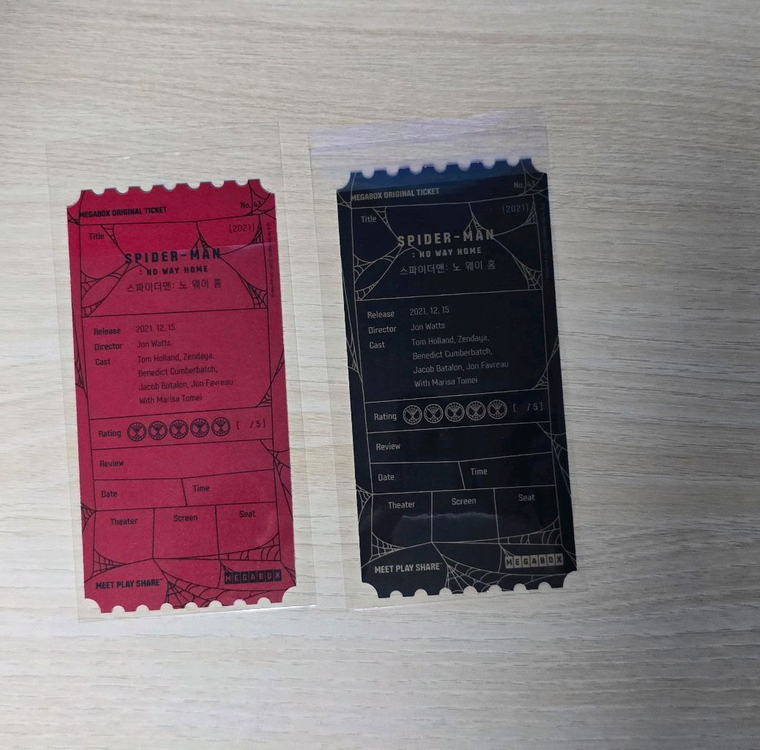 MEGABOX ORIGINAL TICKET
No. 43
Title
(2021)
SPIDER-MAN
: NO WAY HOME
스파이더맨: 노 웨이 홈
Release 2021. 12. 15
Director Jon Watts
Cast Tom Holland, Zendaya,
Benedict Cumberbatch,
Jacob Batalon, Jon Favreau
With Marisa Tomei
Rating ( / 5 )
Review
Date Time
Theater Screen Seat
MEET PLAY SHARE
MEGABOX
MEGABOX ORIGINAL TICKET
No.
Title
(2021)
SPIDER-MAN
: NO WAY HOME
스파이더맨: 노 웨이 홈
Release 2021. 12. 15
Director Jon Watts
Cast Tom Holland, Zendaya,
Benedict Cumberbatch,
Jacob Batalon, Jon Favreau
With Marisa Tomei
Rating ( / 5 )
Review
Date Time
Theater Screen Seat
MEET PLAY SHARE
MEGABOX